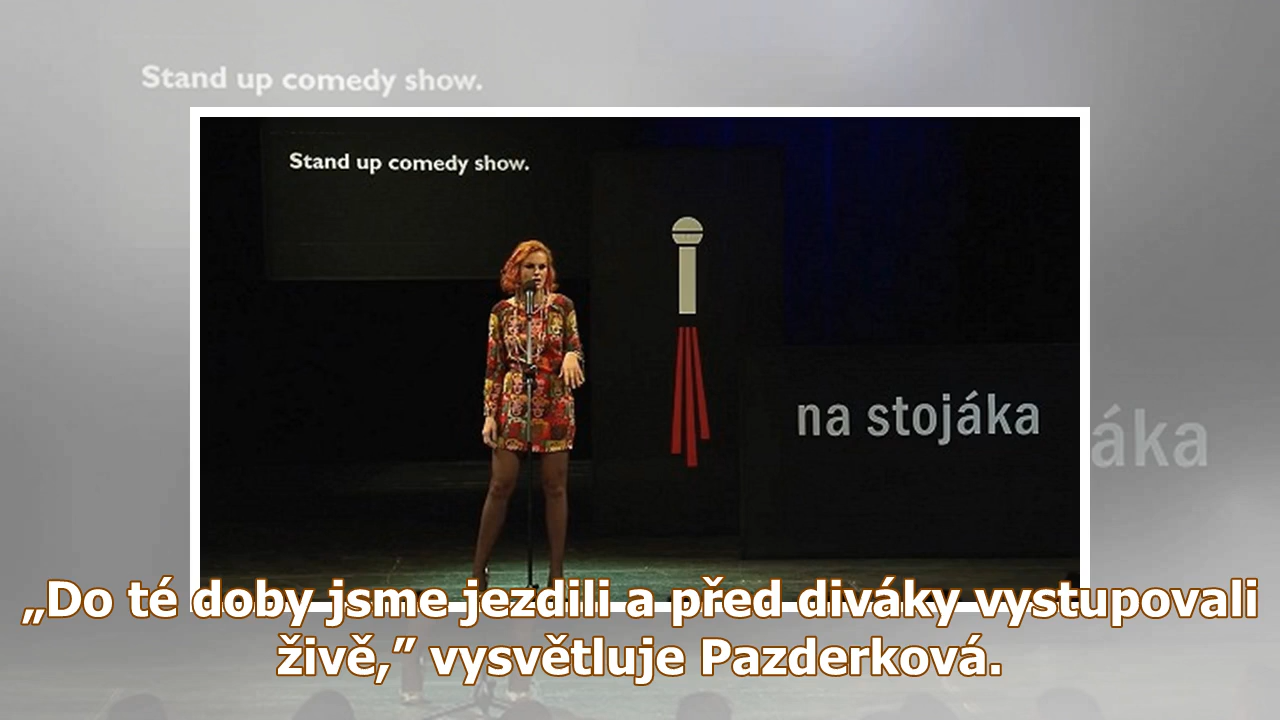 Stand up comedy show.
Stand up comedy show.
na stojáka
áka
„Do té doby jsme jezdili a před diváky vystupovali
živě,” vysvětluje Pazderková.